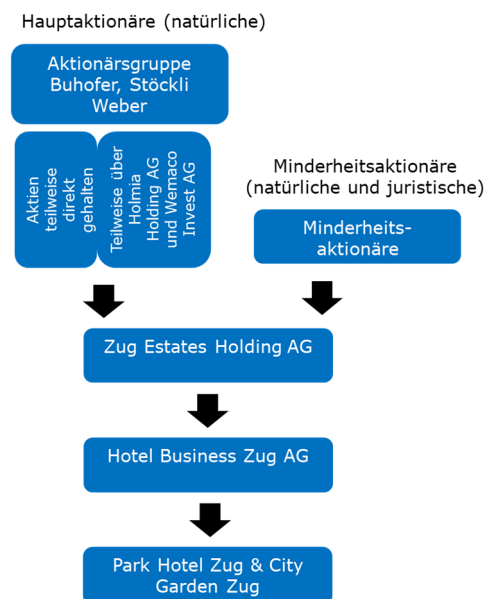 Hauptaktionäre (natürliche)
Aktionärsgruppe
Buhofer, Stöckli
Weber
Aktien
teilweise
direkt
gehalten
Teilweise über
Holmia
Holding AG
und Wemaco
Invest AG
Minderheitsaktionäre
(natürliche und juristische)
Minderheits-
aktionäre
Zug Estates Holding AG
Hotel Business Zug AG
Park Hotel Zug & City
Garden Zug